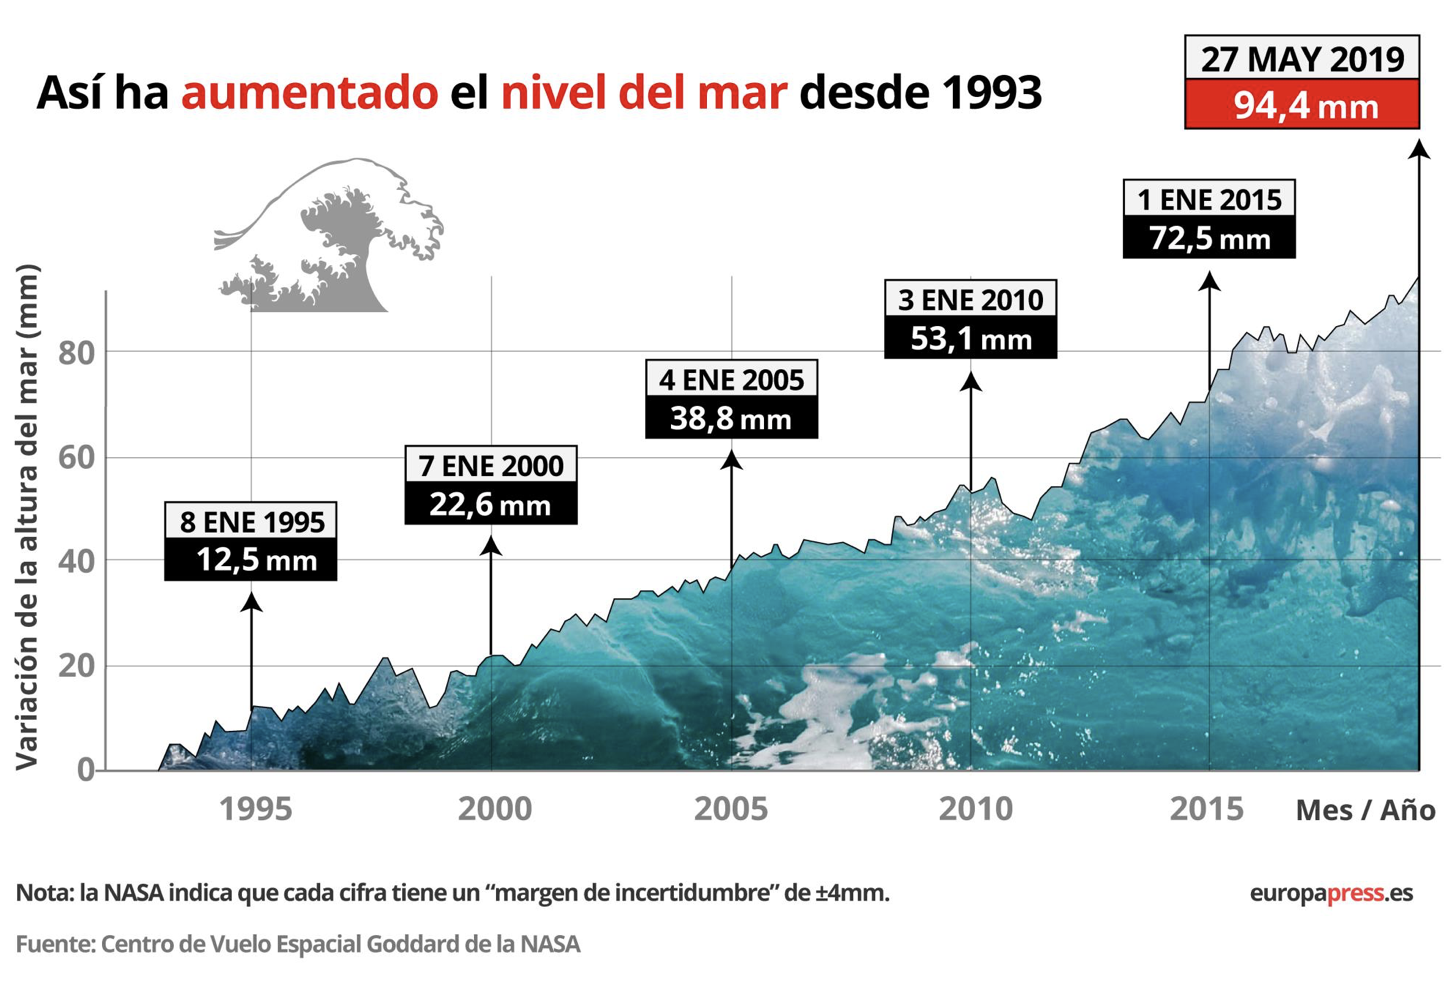 Así ha aumentado el nivel del mar desde 1993
27 MAY 2019
94,4 mm
1 ENE 2015
72,5 mm
3 ENE 2010
53,1 mm
4 ENE 2005
38,8 mm
7 ENE 2000
22,6 mm
8 ENE 1995
12,5 mm
Variación de la altura del mar (mm)
80
60
40
20
0
1995
2000
2005
2010
2015
Mes / Año
Nota: la NASA indica que cada cifra tiene un “margen de incertidumbre” de ±4mm.
europapress.es
Fuente: Centro de Vuelo Espacial Goddard de la NASA